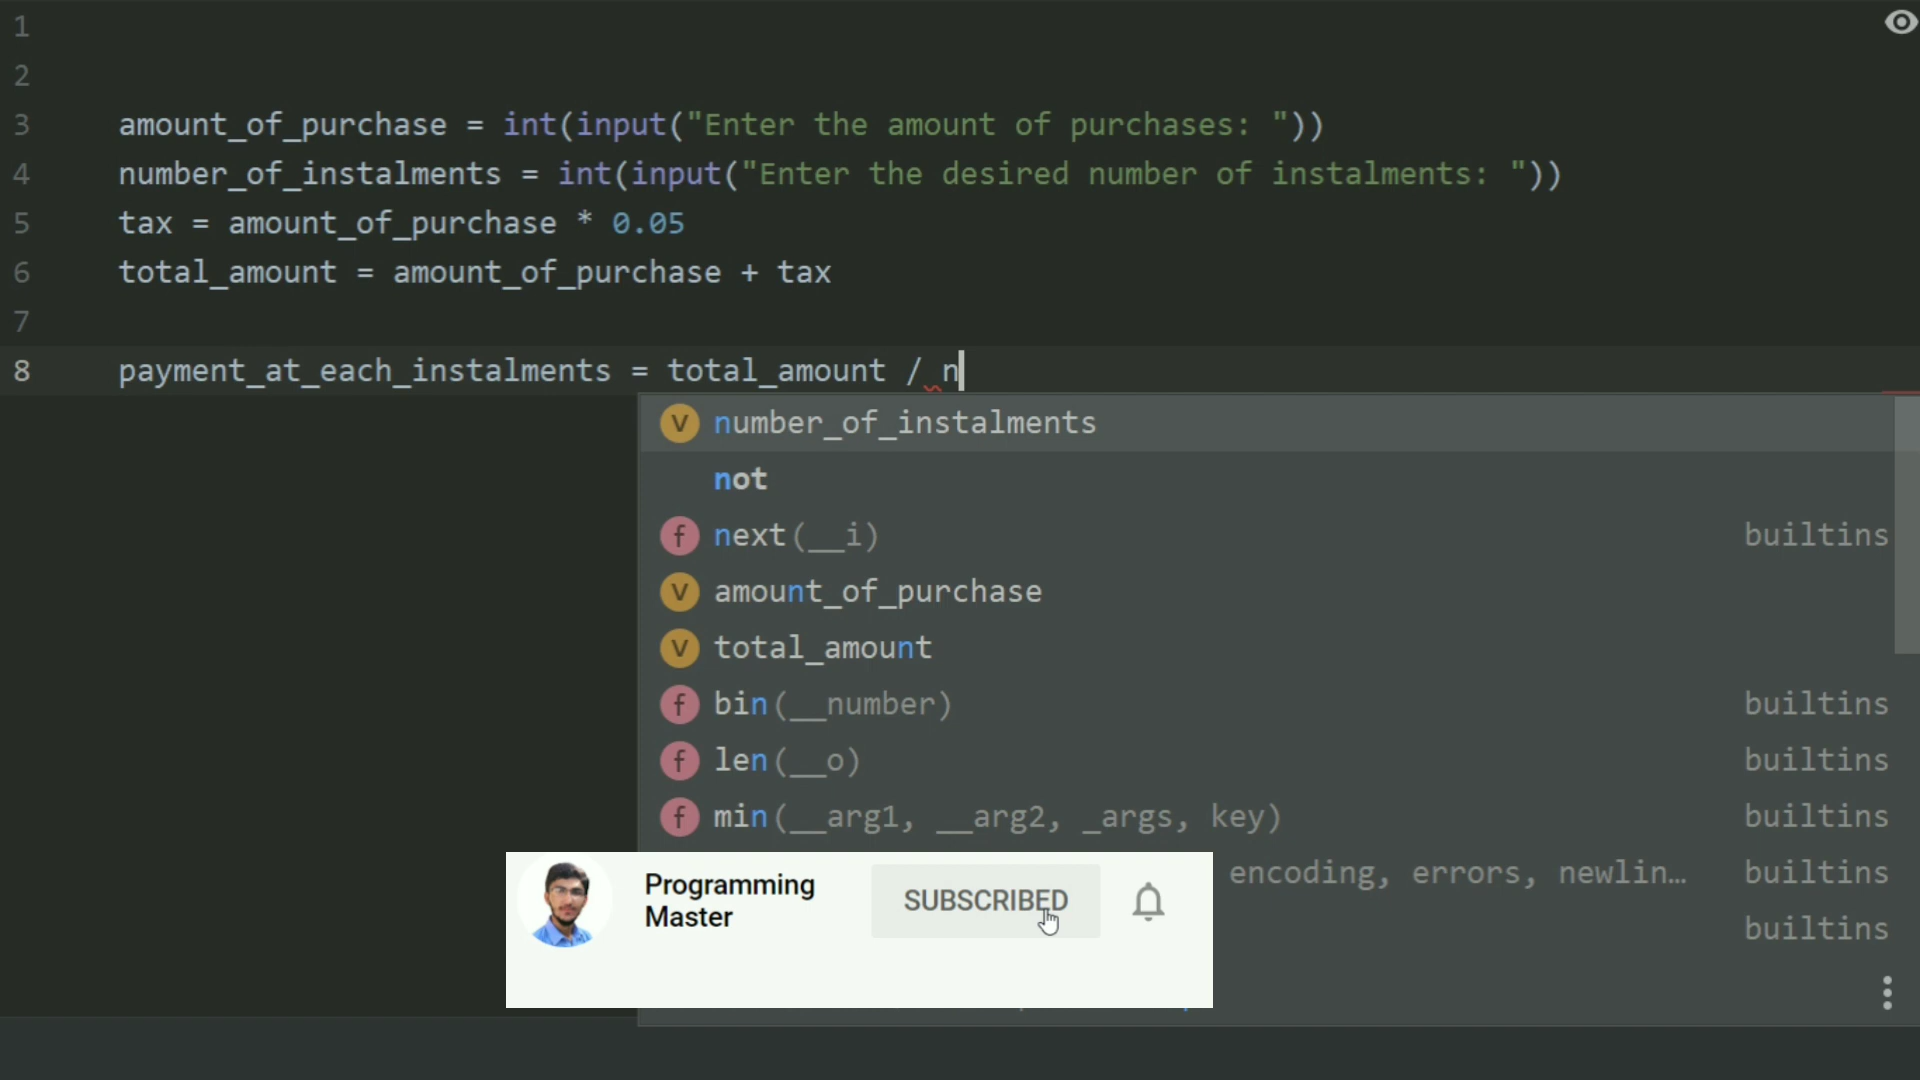 1
2
3 amount_of_purchase = int(input("Enter the amount of purchases: "))
4 number_of_instalments = int(input("Enter the desired number of instalments: "))
5 tax = amount_of_purchase * 0.05
6 total_amount = amount_of_purchase + tax
7
8 payment_at_each_instalments = total_amount / n
V number_of_instalments
not
f next(__i) builtins
V amount_of_purchase
V total_amount
f bin(__number) builtins
f len(__o) builtins
f min(__arg1, __arg2, _args, key) builtins
encoding, errors, newlin… builtins
builtins
Programming
Master
SUBSCRIBED